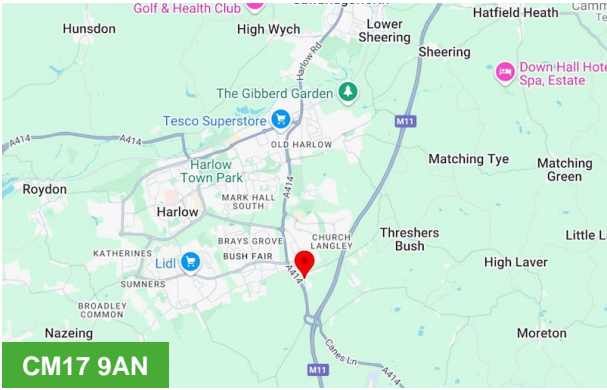 Golf & Health Club
Hunsdon
High Wych
Lower
Sheering
Hatfield Heath
Sheering
Harlow Rd
Down Hall Hote
Spa, Estate
The Gibberd Garden
Tesco Superstore
M11
A414
A414
OLD HARLOW
Harlow
Town Park
A414
Matching Tye
Matching
Green
Roydon
MARK HALL
SOUTH
Harlow
BRAYS GROVE
BUSH FAIR
CHURCH
LANGLEY
Threshers
Bush
Little L
KATHERINES
Lidl
SUMNERS
A414
High Laver
BROADLEY
COMMON
Nazeing
Moreton
Canes Ln
M11
A414
CM17 9AN